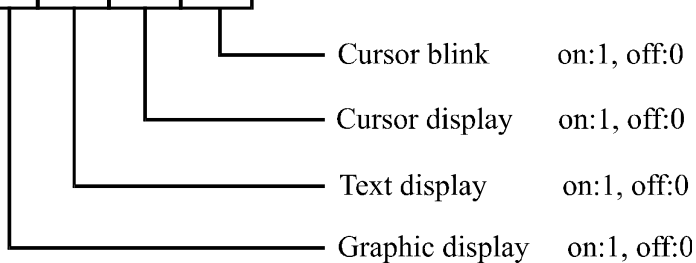 Cursor blink on:1, off:0
Cursor display on:1, off:0
Text display on:1, off:0
Graphic display on:1, off:0